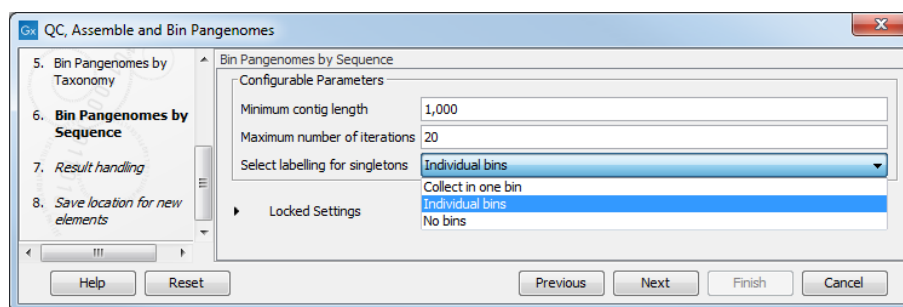 Gx QC, Assemble and Bin Pangenomes
5. Bin Pangenomes by
Taxonomy
6. Bin Pangenomes by
Sequence
7. Result handling
8. Save location for new
elements
Bin Pangenomes by Sequence
Configurable Parameters
Minimum contig length 1,000
Maximum number of iterations 20
Select labelling for singletons Individual bins
Collect in one bin
Individual bins
No bins
Locked Settings
Help Reset Previous Next Finish Cancel